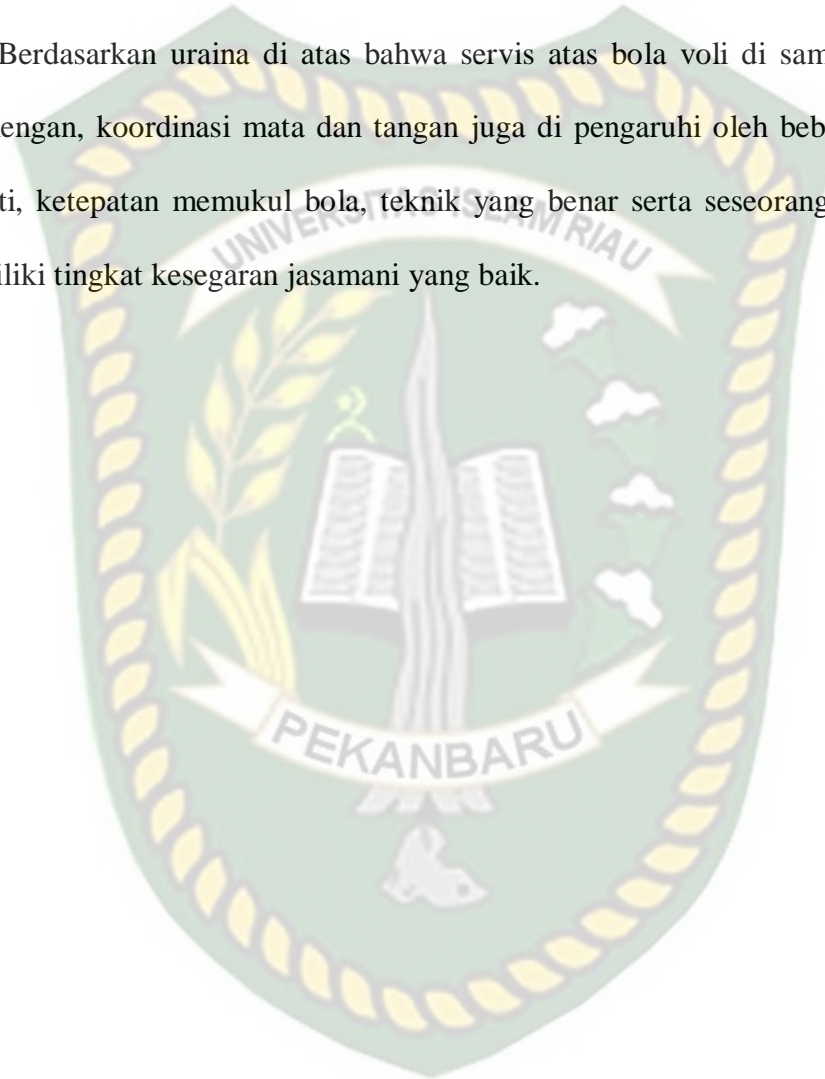 Berdasarkan uraina di atas bahwa servis atas bola voli di sam
engan, koordinasi mata dan tangan juga di pengaruhi oleh beb
ti, ketepatan memukul bola, teknik yang benar serta seseorang
iliki tingkat kesegaran jasamani yang baik.
UNIVERSITAS ISLAM RIAU
PEKANBARU